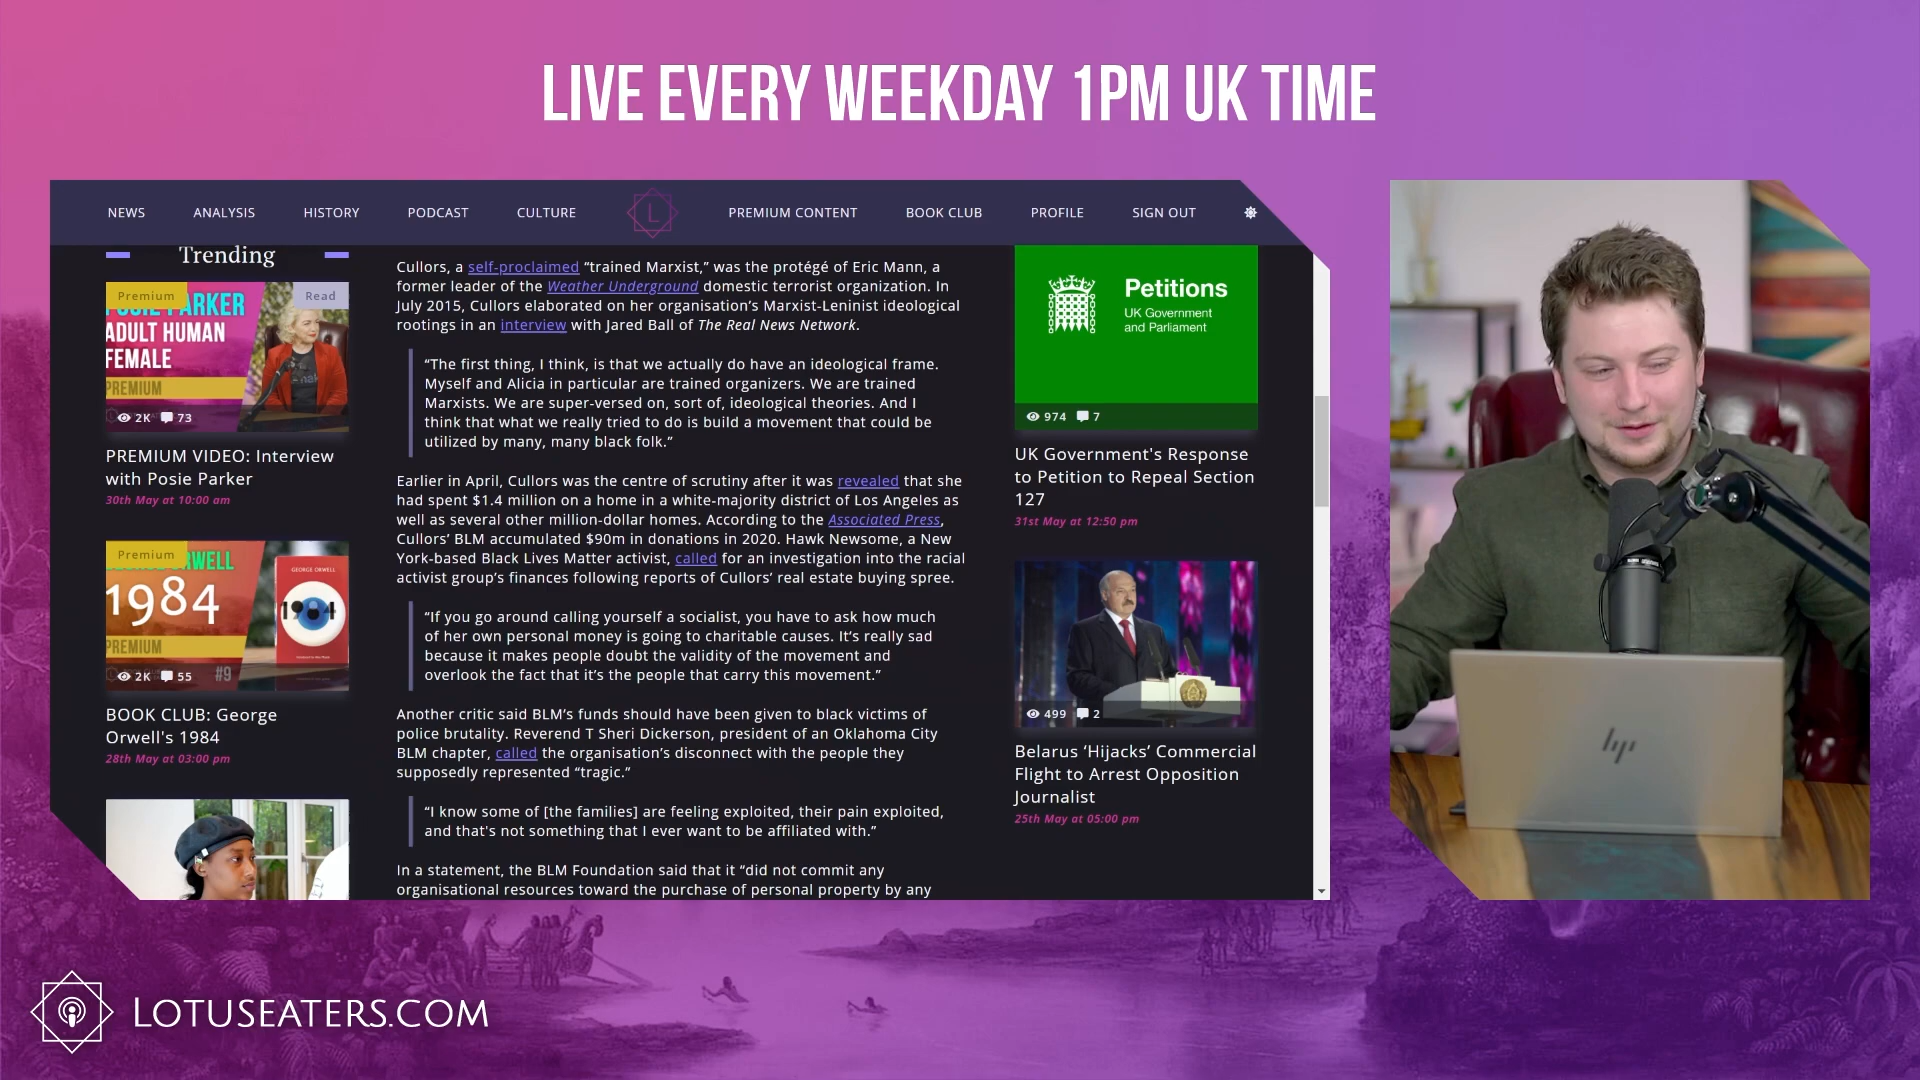 LIVE EVERY WEEKDAY 1PM UK TIME
NEWS
ANALYSIS
HISTORY
PODCAST
CULTURE
L
PREMIUM CONTENT
BOOK CLUB
PROFILE
SIGN OUT
Trending
Premium
Read
POSIE PARKER
ADULT HUMAN
FEMALE
PREMIUM
2K 73
PREMIUM VIDEO: Interview
with Posie Parker
30th May at 10:00 am
Premium
ORWELL
1984
PREMIUM
GEORGE ORWELL
1984
2K 55
#9
BOOK CLUB: George
Orwell's 1984
28th May at 03:00 pm
Cullors, a self-proclaimed “trained Marxist,” was the protégé of Eric Mann, a
former leader of the Weather Underground domestic terrorist organization. In
July 2015, Cullors elaborated on her organisation’s Marxist-Leninist ideological
rootings in an interview with Jared Ball of The Real News Network.
“The first thing, I think, is that we actually do have an ideological frame.
Myself and Alicia in particular are trained organizers. We are trained
Marxists. We are super-versed on, sort of, ideological theories. And I
think that what we really tried to do is build a movement that could be
utilized by many, many black folk.”
Earlier in April, Cullors was the centre of scrutiny after it was revealed that she
had spent $1.4 million on a home in a white-majority district of Los Angeles as
well as several other million-dollar homes. According to the Associated Press,
Cullors’ BLM accumulated $90m in donations in 2020. Hawk Newsome, a New
York-based Black Lives Matter activist, called for an investigation into the racial
activist group’s finances following reports of Cullors’ real estate buying spree.
“If you go around calling yourself a socialist, you have to ask how much
of her own personal money is going to charitable causes. It’s really sad
because it makes people doubt the validity of the movement and
overlook the fact that it’s the people that carry this movement.”
Another critic said BLM’s funds should have been given to black victims of
police brutality. Reverend T Sheri Dickerson, president of an Oklahoma City
BLM chapter, called the organisation’s disconnect with the people they
supposedly represented “tragic.”
“I know some of [the families] are feeling exploited, their pain exploited,
and that's not something that I ever want to be affiliated with.”
In a statement, the BLM Foundation said that it “did not commit any
organisational resources toward the purchase of personal property by any
Petitions
UK Government
and Parliament
974 7
UK Government's Response
to Petition to Repeal Section
127
31st May at 12:50 pm
499 2
Belarus ‘Hijacks’ Commercial
Flight to Arrest Opposition
Journalist
25th May at 05:00 pm
hp
LOTUSEATERS.COM